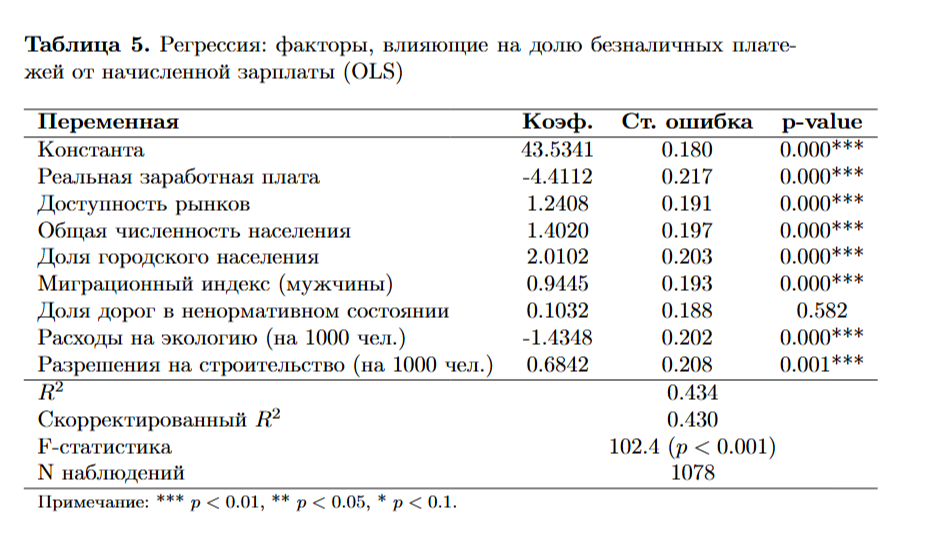 Таблица 5. Регрессия: факторы, влияющие на долю безналичных плате-
жей от начисленной зарплаты (OLS)
Переменная Коэф. Ст. ошибка p-value
Константа 43.5341 0.180 0.000***
Реальная заработная плата -4.4112 0.217 0.000***
Доступность рынков 1.2408 0.191 0.000***
Общая численность населения 1.4020 0.197 0.000***
Доля городского населения 2.0102 0.203 0.000***
Миграционный индекс (мужчины) 0.9445 0.193 0.000***
Доля дорог в ненормативном состоянии 0.1032 0.188 0.582
Расходы на экологию (на 1000 чел.) -1.4348 0.202 0.000***
Разрешения на строительство (на 1000 чел.) 0.6842 0.208 0.001***
R² 0.434
Скорректированный R² 0.430
F-статистика 102.4 (p < 0.001)
N наблюдений 1078
Примечание: *** p < 0.01, ** p < 0.05, * p < 0.1.